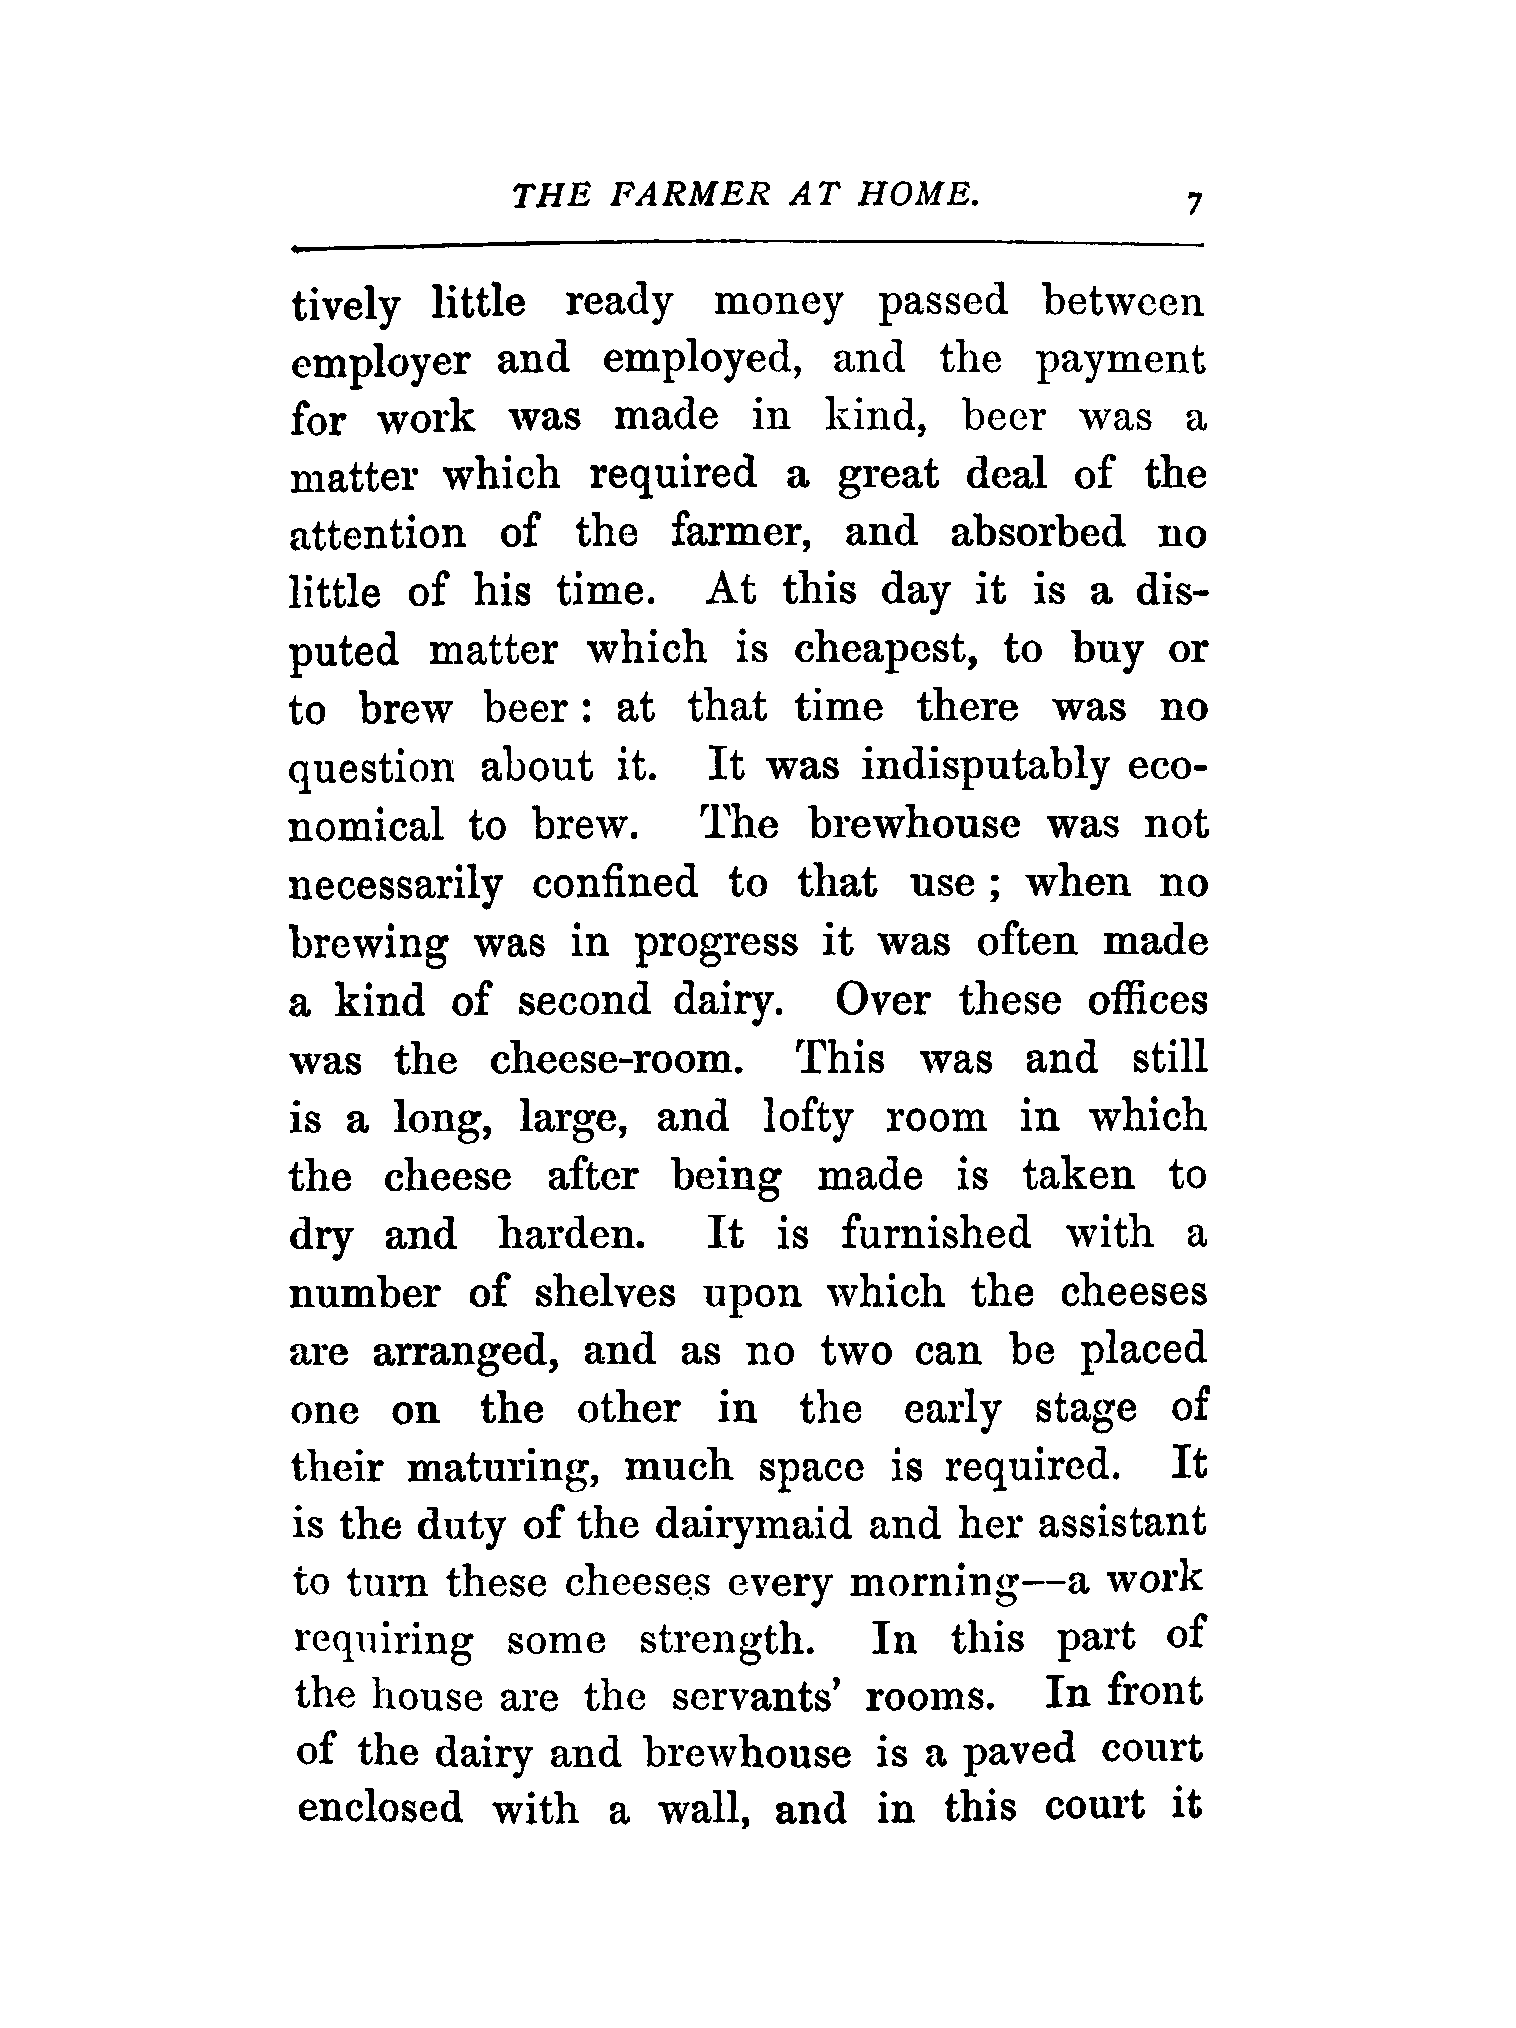 THE FARMER AT HOME. 7
tively little ready money passed between
employer and employed, and the payment
for work was made in kind, beer was a
matter which required a great deal of the
attention of the farmer, and absorbed no
little of his time. At this day it is a dis-
puted matter which is cheapest, to buy or
to brew beer : at that time there was no
question about it. It was indisputably eco-
nomical to brew. The brewhouse was not
necessarily confined to that use ; when no
brewing was in progress it was often made
a kind of second dairy. Over these offices
was the cheese-room. This was and still
is a long, large, and lofty room in which
the cheese after being made is taken to
dry and harden. It is furnished with a
number of shelves upon which the cheeses
are arranged, and as no two can be placed
one on the other in the early stage of
their maturing, much space is required. It
is the duty of the dairymaid and her assistant
to turn these cheeses every morning—a work
requiring some strength. In this part of
the house are the servants' rooms. In front
of the dairy and brewhouse is a paved court
enclosed with a wall, and in this court it